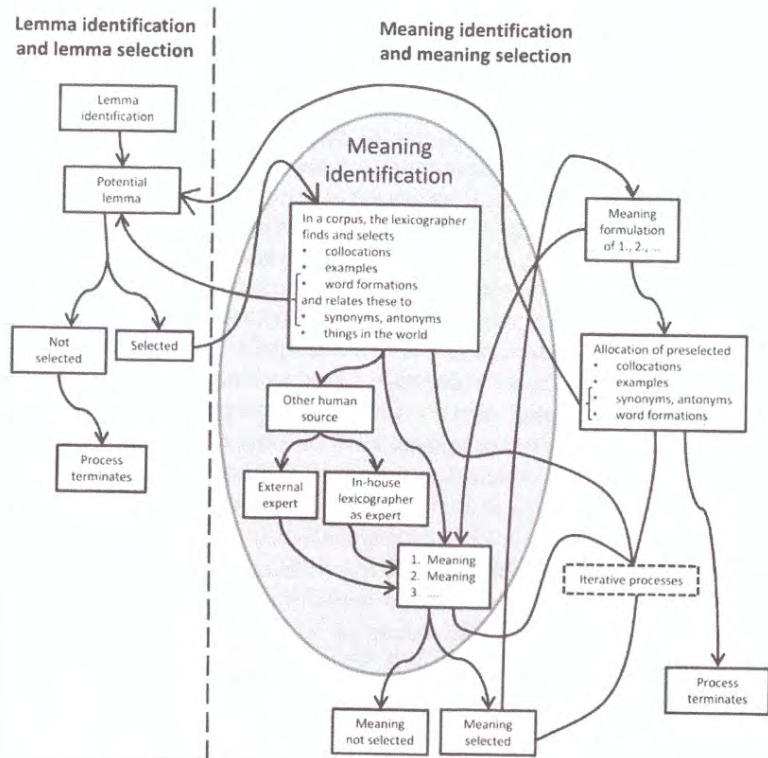 Lemma identification
and lemma selection
Meaning identification
and meaning selection
Lemma
identification
Potential
lemma
Not
selected
Selected
Process
terminates
Meaning
identification
In a corpus, the lexicographer
finds and selects
• collocations
• examples
• word formations
and relates these to
• synonyms, antonyms
• things in the world
Other human
source
External
expert
In-house
lexicographer
as expert
1. Meaning
2. Meaning
3. ....
Meaning
not selected
Meaning
selected
Meaning
formulation
of 1., 2., ...
Allocation of preselected
• collocations
• examples
• synonyms, antonyms
• word formations
Iterative processes
Process
terminates